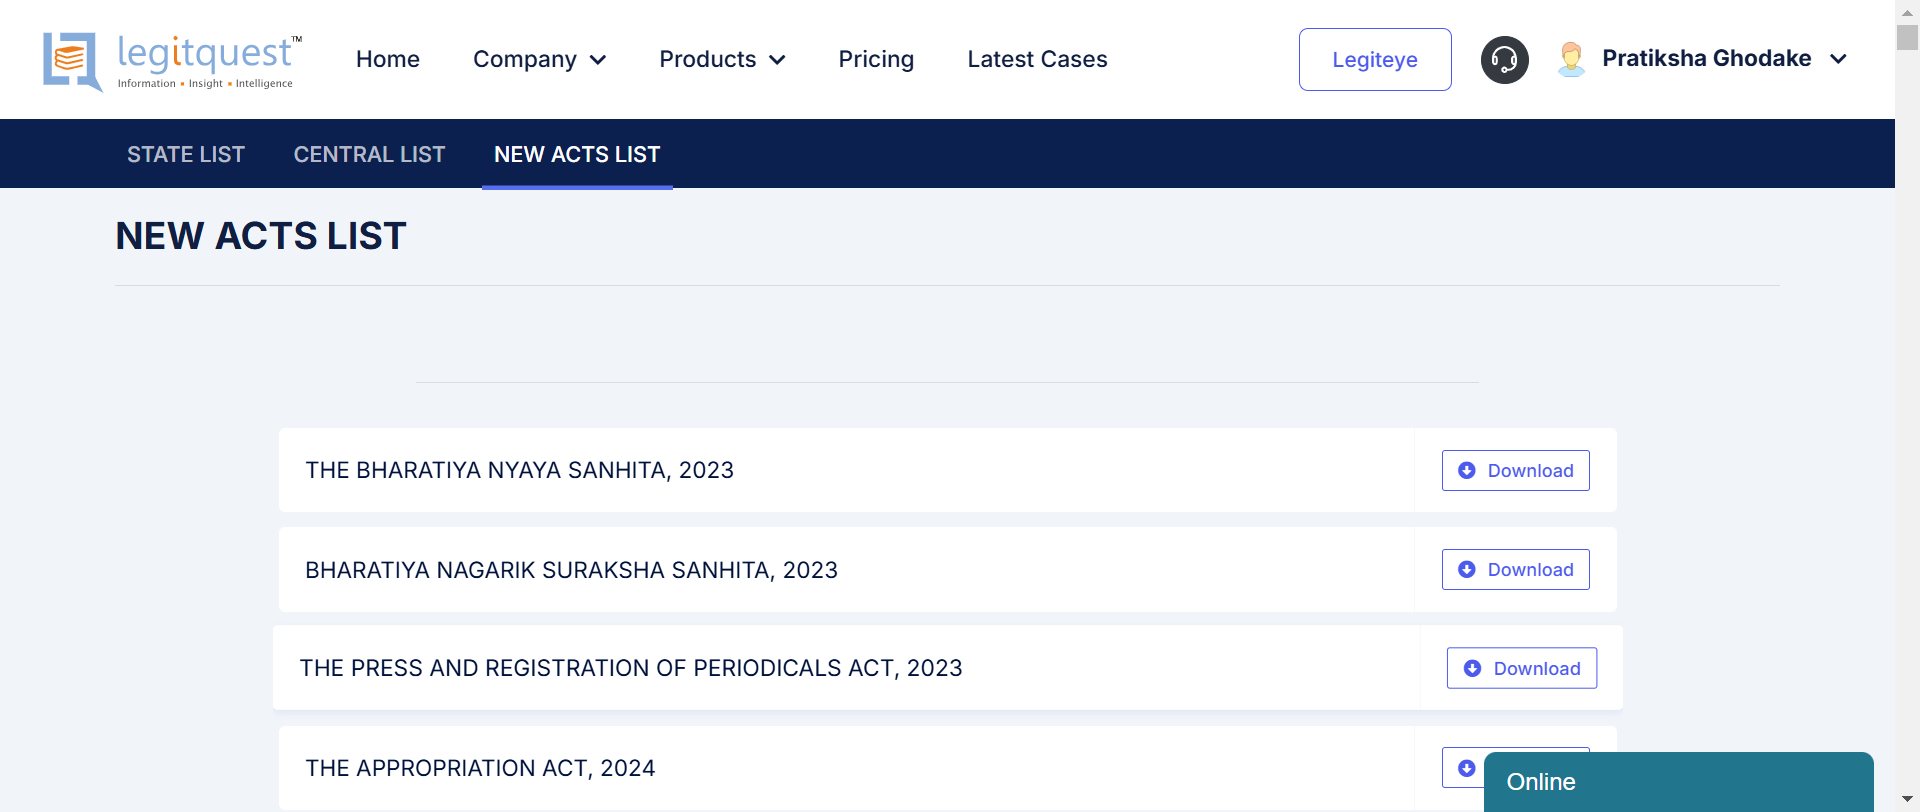 legitquest™
Information • Insight • Intelligence
Home
Company
Products
Pricing
Latest Cases
Legiteye
Pratiksha Ghodake
STATE LIST
CENTRAL LIST
NEW ACTS LIST
NEW ACTS LIST
THE BHARATIYA NYAYA SANHITA, 2023
Download
BHARATIYA NAGARIK SURAKSHA SANHITA, 2023
Download
THE PRESS AND REGISTRATION OF PERIODICALS ACT, 2023
Download
THE APPROPRIATION ACT, 2024
Online